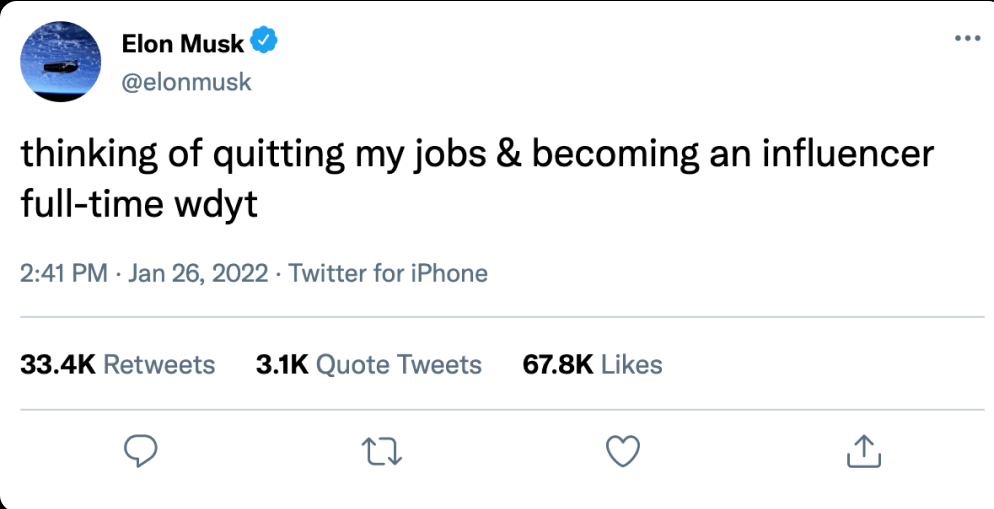 Elon Musk
@elonmusk
thinking of quitting my jobs & becoming an influencer
full-time wdyt
2:41 PM · Jan 26, 2022 · Twitter for iPhone
33.4K Retweets 3.1K Quote Tweets 67.8K Likes